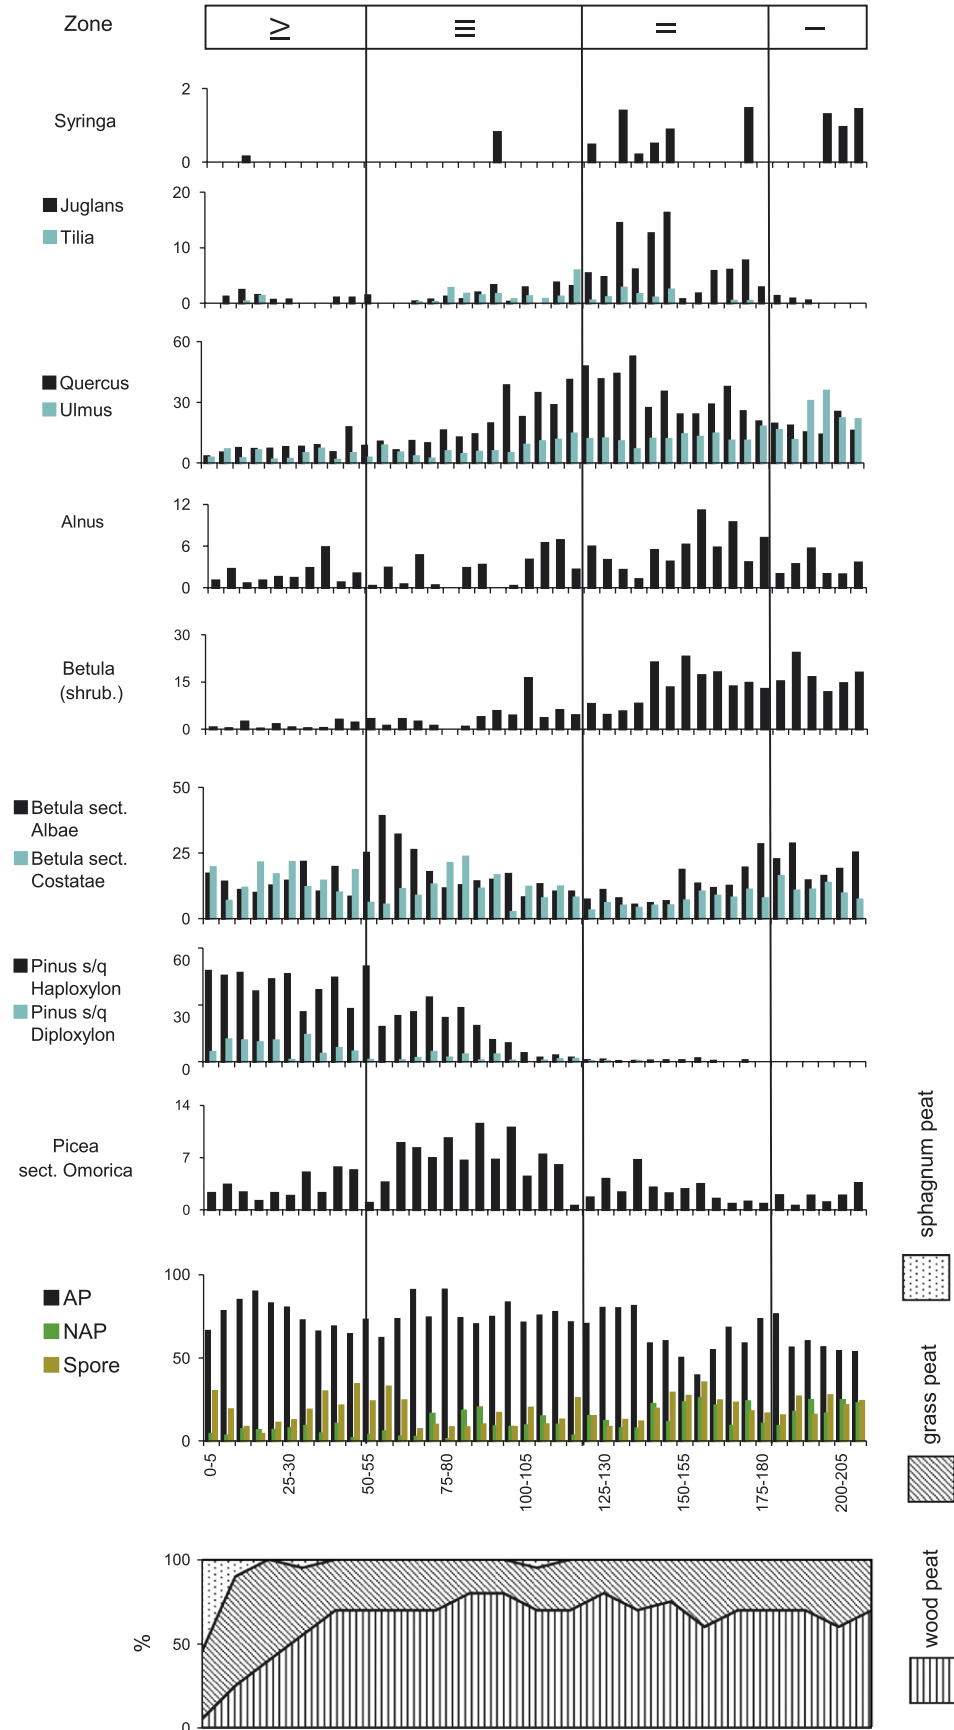 Zone
IV
III
II
I
Syringa
2
0
Juglans
Tilia
20
10
0
Quercus
Ulmus
60
30
0
Alnus
12
6
0
Betula
(shrub.)
30
15
0
Betula sect.
Albae
Betula sect.
Costatae
50
25
0
Pinus s/q
Haploxylon
Pinus s/q
Diploxylon
60
30
0
Picea
sect. Omorica
14
7
0
AP
NAP
Spore
100
50
0
0-5
25-30
50-55
75-80
100-105
125-130
150-155
175-180
200-205
%
100
50
0
sphagnum peat
grass peat
wood peat